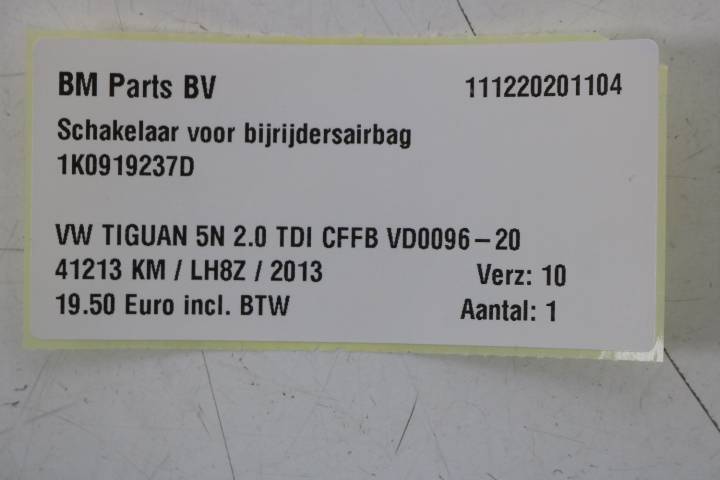 BM Parts BV 111220201104
Schakelaar voor bijrijdersairbag
1K0919237D
VW TIGUAN 5N 2.0 TDI CFFB VD0096-20
41213 KM / LH8Z / 2013 Verz: 10
19.50 Euro incl. BTW Aantal: 1